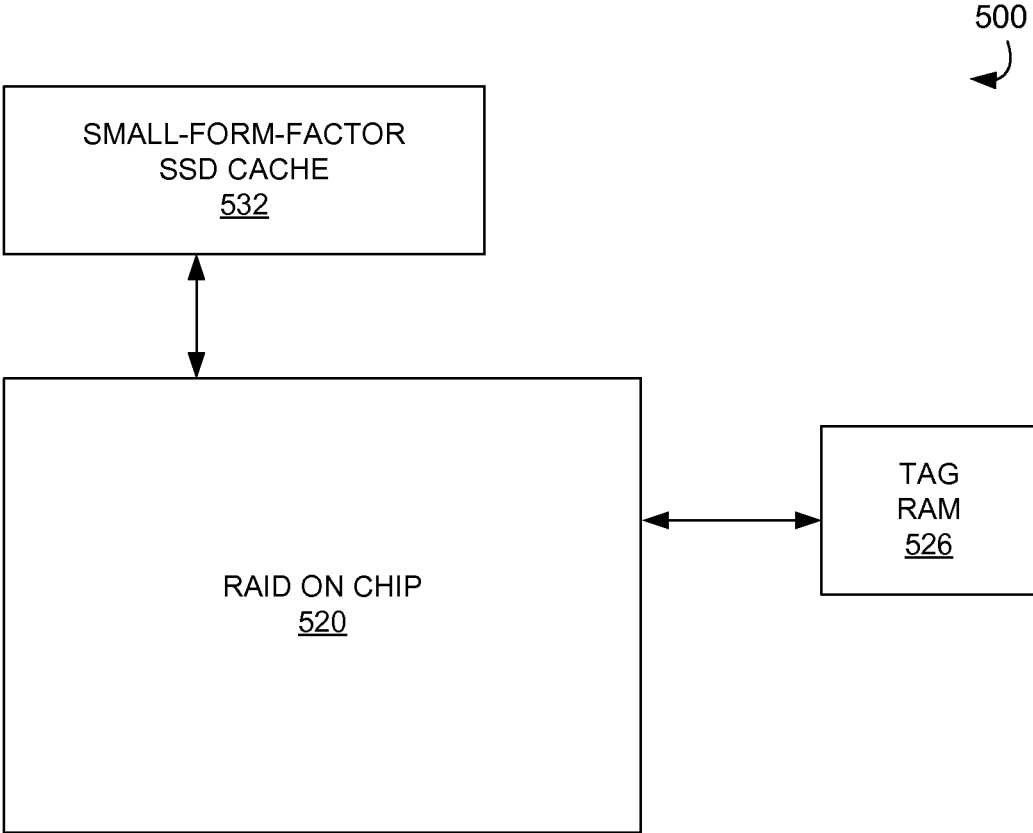 500
SMALL-FORM-FACTOR
SSD CACHE
532
TAG
RAM
526
RAID ON CHIP
520